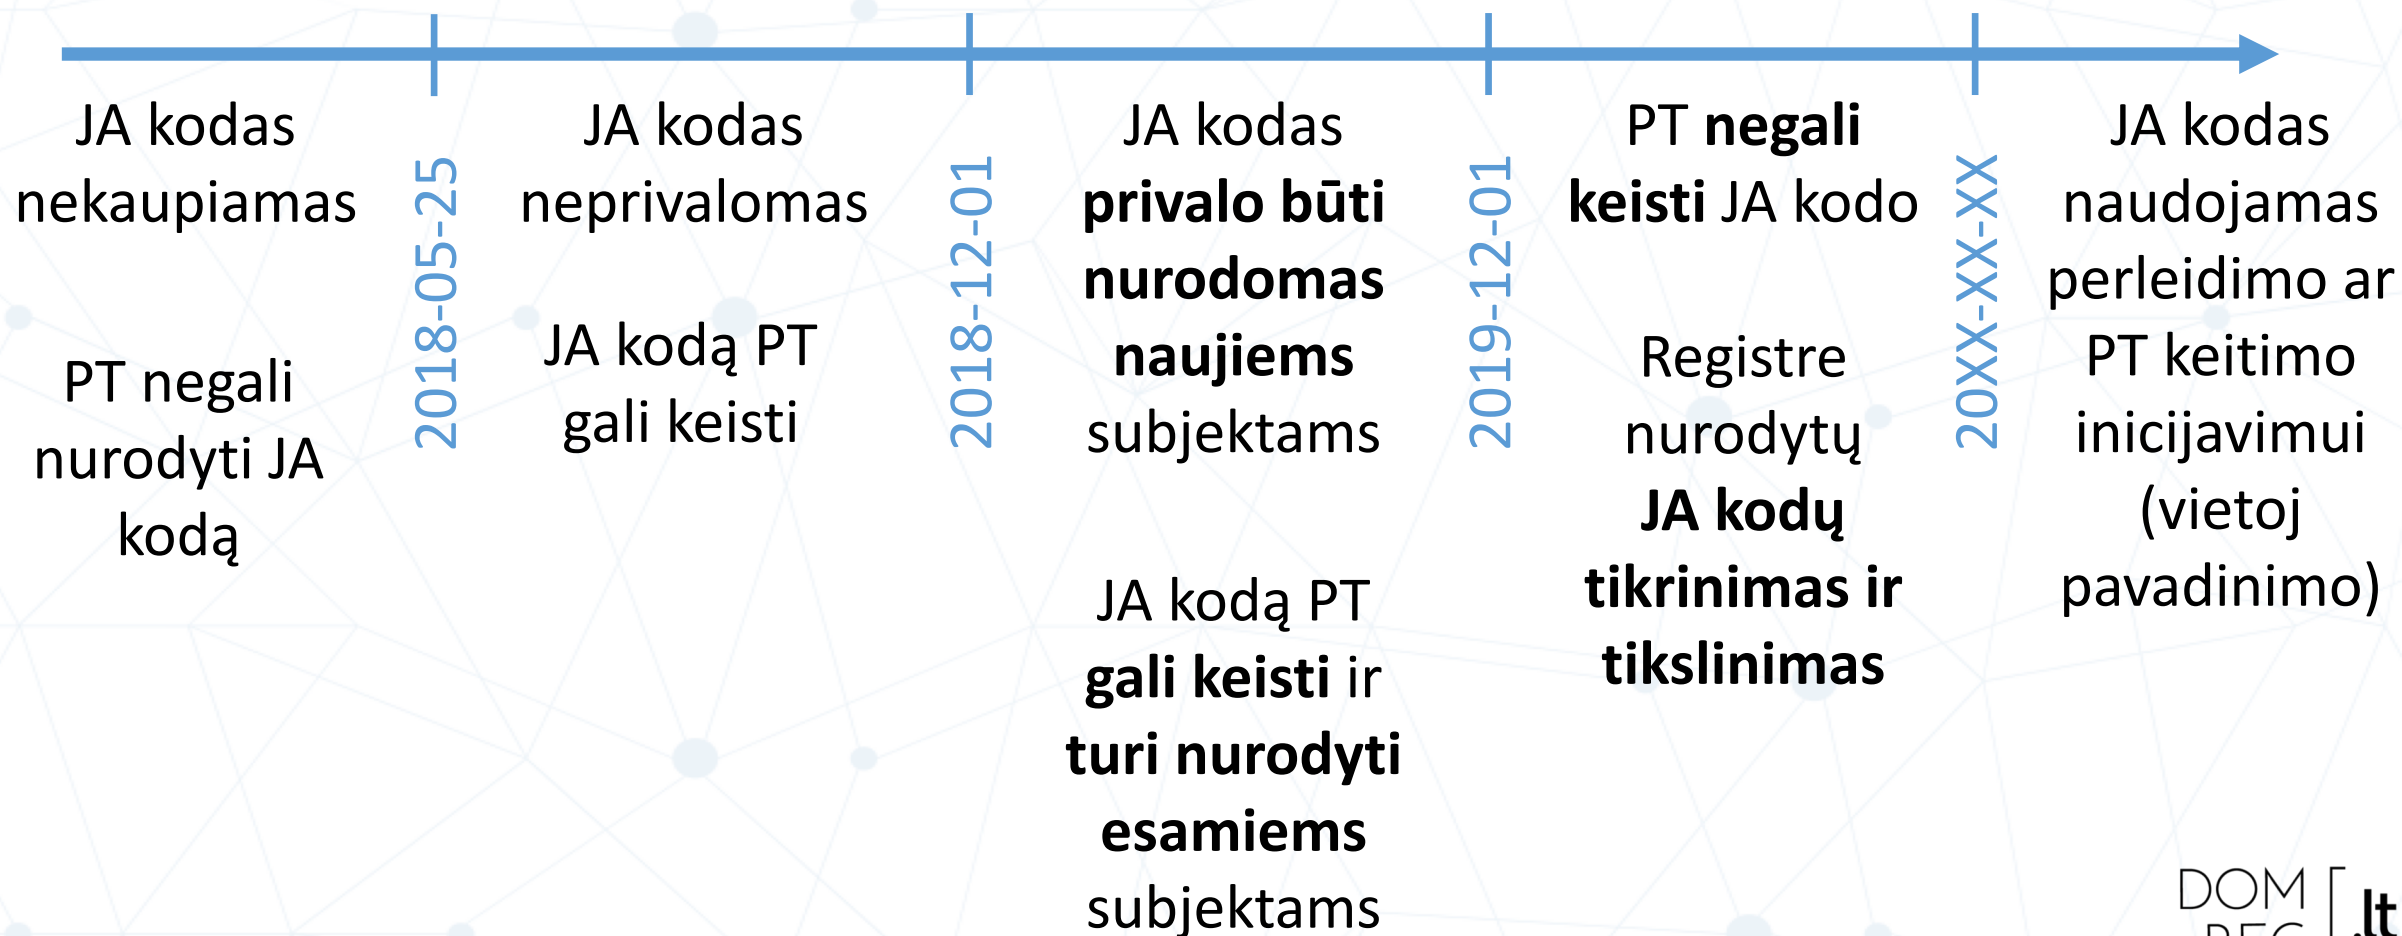 JA kodas
nekaupiamas
PT negali
nurodyti JA
kodą
2018-05-25
JA kodas
neprivalomas
JA kodą PT
gali keisti
2018-12-01
JA kodas
privalo būti
nurodomas
naujiems
subjektams
JA kodą PT
gali keisti ir
turi nurodyti
esamiems
subjektams
2019-12-01
PT negali
keisti JA kodo
Registre
nurodytų
JA kodų
tikrinimas ir
tikslinimas
20XX-XX-XX
JA kodas
naudojamas
perleidimo ar
PT keitimo
inicijavimui
(vietoj
pavadinimo)
DOM
REG
.lt